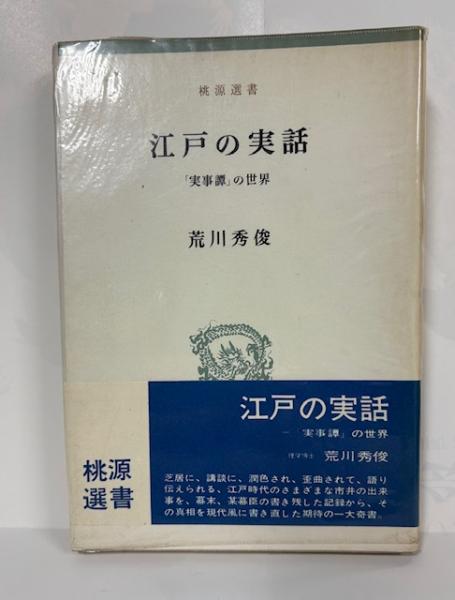 桃源選書
江戸の実話
「実事譚」の世界
荒川秀俊
江戸の実話
―「実事譚」の世界
理学博士 荒川秀俊
桃源
選書
芝居に、講談に、潤色され、歪曲されて、語り
伝えられる、江戸時代のさまざまな市井の出来
事を、幕末、某幕臣の書き残した記録から、そ
の真相を現代風に書き直した期待の一大奇書。